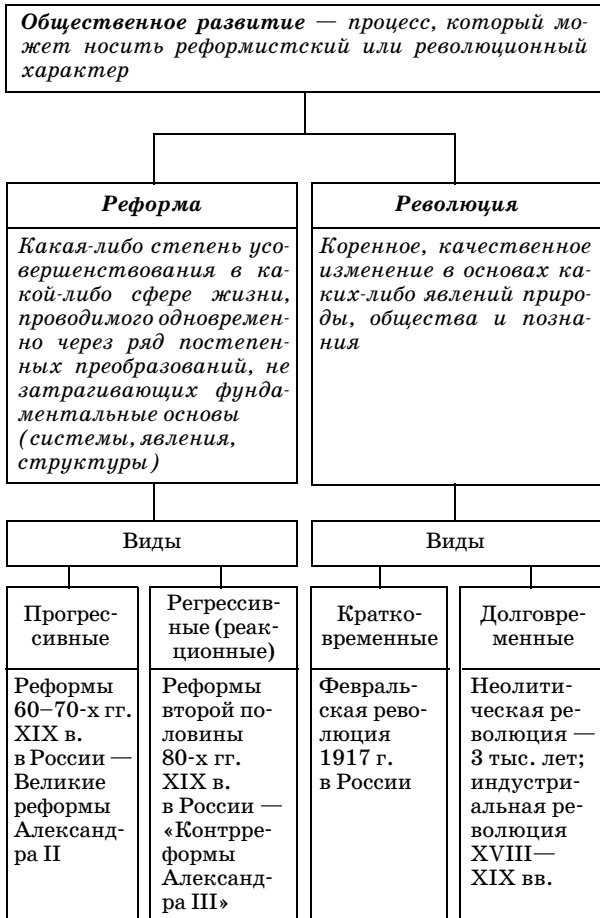 Общественное развитие — процесс, который мо-
жет носить реформистский или революционный
характер
Реформа
Какая-либо степень усо-
вершенствования в ка-
кой-либо сфере жизни,
проводимого одновремен-
но через ряд постепен-
ных преобразований, не
затрагивающих фунда-
ментальные основы
(системы, явления,
структуры)
Революция
Коренное, качественное
изменение в основах ка-
ких-либо явлений приро-
ды, общества и позна-
ния
Виды
Виды
Прогрес-
сивные
Регрессив-
ные (реак-
ционные)
Кратко-
временные
Долговре-
менные
Реформы
60–70-х гг.
XIX в.
в России —
Великие
реформы
Александ-
ра II
Реформы
второй по-
ловины
80-х гг.
XIX в.
в России —
«Контрре-
формы
Александ-
ра III»
Февраль-
ская рево-
люция
1917 г.
в России
Неолити-
ческая ре-
волюция —
3 тыс. лет;
индустри-
альная ре-
волюция
XVIII—
XIX вв.